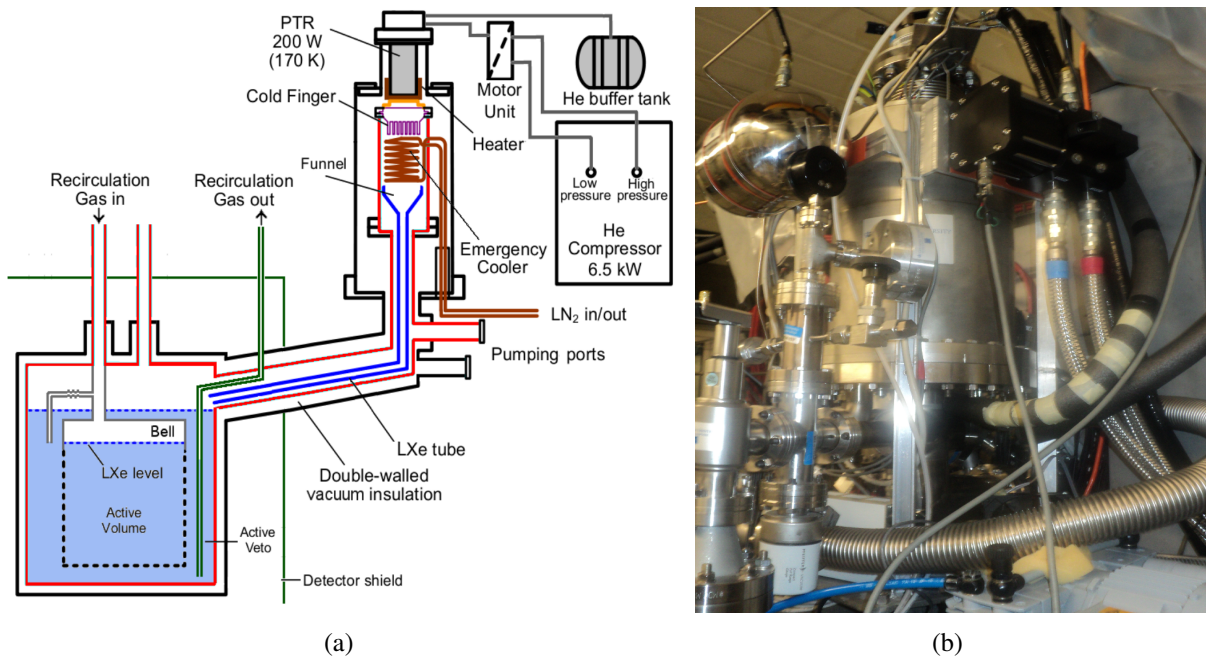 PTR
200 W
(170 K)
Cold Finger
Motor
Unit
He buffer tank
Heater
Funnel
Low
pressure
High
pressure
He
Compressor
6.5 kW
Recirculation
Gas in
Recirculation
Gas out
Emergency
Cooler
LN₂ in/out
Pumping ports
Bell
LXe level
LXe tube
Double-walled
vacuum insulation
Active
Volume
Active
Veto
Detector shield
(a)
(b)